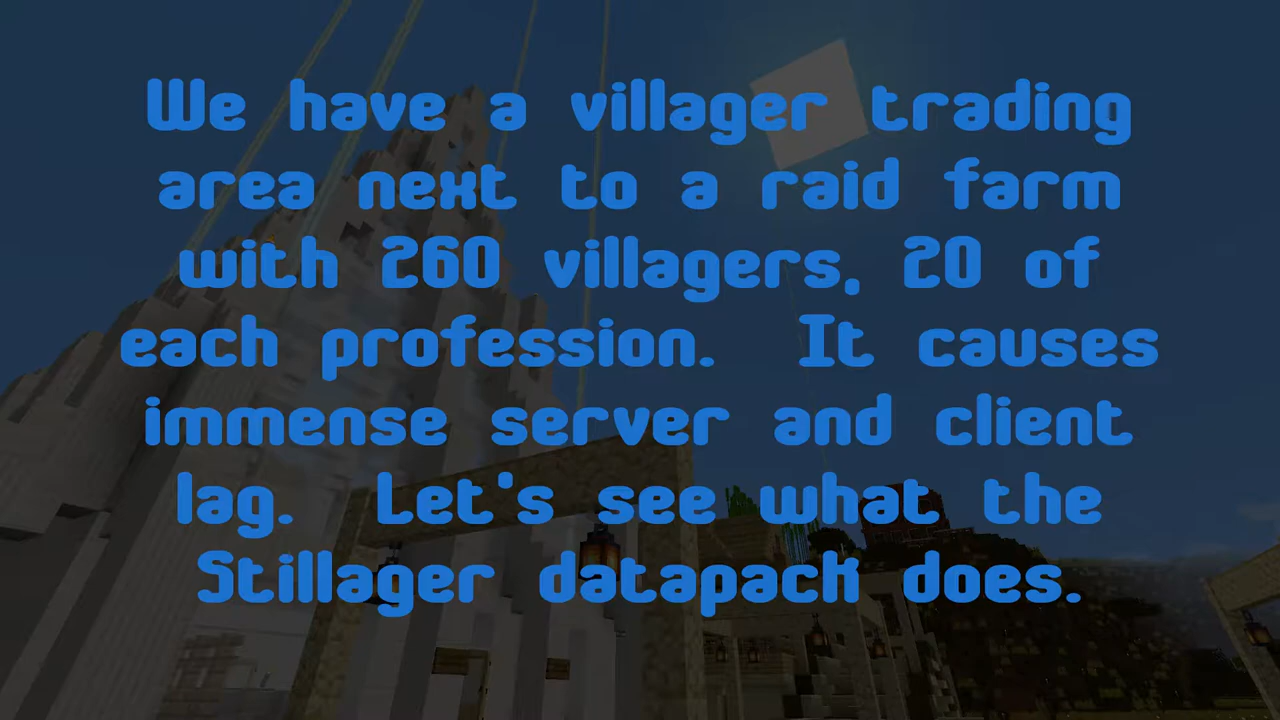 We have a villager trading
area next to a raid farm
with 260 villagers, 20 of
each profession.  It causes
immense server and client
lag.  Let's see what the
Stillager datapack does.